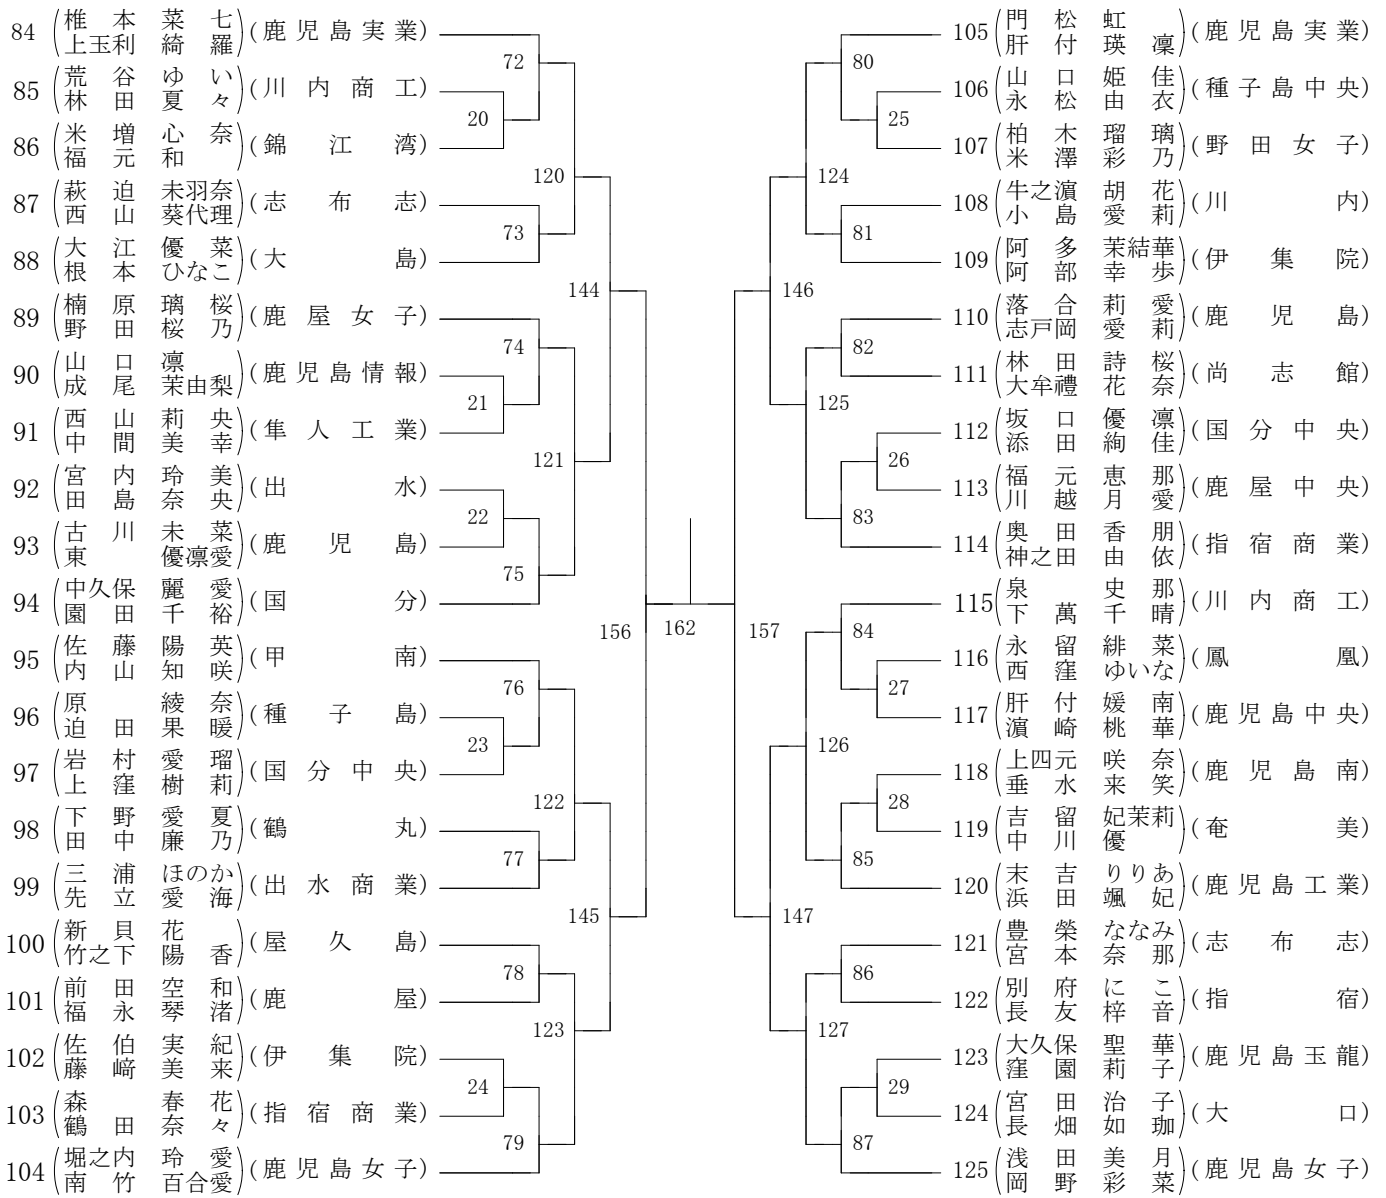 84 (椎本菜七 上玉利綺羅) (鹿児島実業)
85 (荒谷ゆい 林田夏々) (川内商工)
86 (米増心奈 福元和) (錦江湾)
87 (萩迫未羽奈 西山葵代理) (志布志)
88 (大江優菜 根本ひなこ) (大島)
89 (楠原璃桜 野田桜乃) (鹿屋女子)
90 (山口凛 成尾茉由梨) (鹿児島情報)
91 (西山莉央 中間美幸) (隼人工業)
92 (宮内玲美 田島奈央) (出水)
93 (古川未菜 東優凛愛) (鹿児島)
94 (中久保麗愛 園田千裕) (国分)
95 (佐藤陽英 内山知咲) (甲南)
96 (原綾奈 迫田果暖) (種子島)
97 (岩村愛瑠 上窪樹莉) (国分中央)
98 (下野愛夏 田中廉乃) (鶴丸)
99 (三浦ほのか 先立愛海) (出水商業)
100 (新貝花 竹之下陽香) (屋久島)
101 (前田空和 福永琴渚) (鹿屋)
102 (佐伯実紀 藤﨑美来) (伊集院)
103 (森春花 鶴田奈々) (指宿商業)
104 (堀之内玲愛 南竹百合愛) (鹿児島女子)
72
20
120
73
144
74
21
121
22
75
156
76
23
122
77
145
78
123
24
79
162
105 (門松虹 肝付瑛凜) (鹿児島実業)
106 (山口姫佳 永松由衣) (種子島中央)
107 (柏木瑠璃 米澤彩乃) (野田女子)
108 (牛之濵胡花 小島愛莉) (川内)
109 (阿多茉結華 阿部幸歩) (伊集院)
110 (落合莉愛 志戸岡愛莉) (鹿児島)
111 (林田詩桜 大牟禮花奈) (尚志館)
112 (坂口優凛 添田絢佳) (国分中央)
113 (福元恵那 川越月愛) (鹿屋中央)
114 (奥田香朋 神之田由依) (指宿商業)
115 (泉史那 下萬千晴) (川内商工)
116 (永留緋菜 西窪ゆいな) (鳳凰)
117 (肝付媛南 濵崎桃華) (鹿児島中央)
118 (上四元咲奈 垂水来笑) (鹿児島南)
119 (吉留妃茉莉 中川優) (奄美)
120 (末吉りりあ 浜田颯妃) (鹿児島工業)
121 (豊榮ななみ 宮本奈那) (志布志)
122 (別府にこ 長友梓音) (指宿)
123 (大久保聖華 窪園莉子) (鹿児島玉龍)
124 (宮田治子 長畑如珈) (大口)
125 (浅田美月 岡野彩菜) (鹿児島女子)
80
25
124
81
146
82
125
26
83
157
84
27
126
28
85
147
86
127
29
87